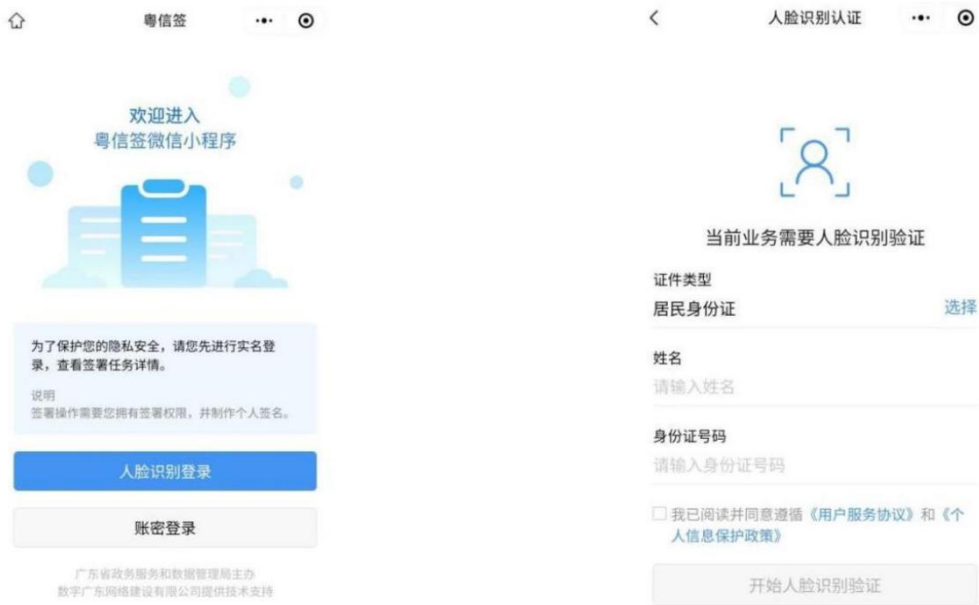 粤信签
欢迎进入
粤信签微信小程序
为了保护您的隐私安全，请您先进行实名登
录，查看签署任务详情。
说明
签署操作需要您拥有签署权限，并制作个人签名。
人脸识别登录
账密登录
广东省政务服务和数据管理局主办
数字广东网络建设有限公司提供技术支持
人脸识别认证
当前业务需要人脸识别验证
证件类型
居民身份证
选择
姓名
请输入姓名
身份证号码
请输入身份证号码
我已阅读并同意遵循《用户服务协议》和《个
人信息保护政策》
开始人脸识别验证